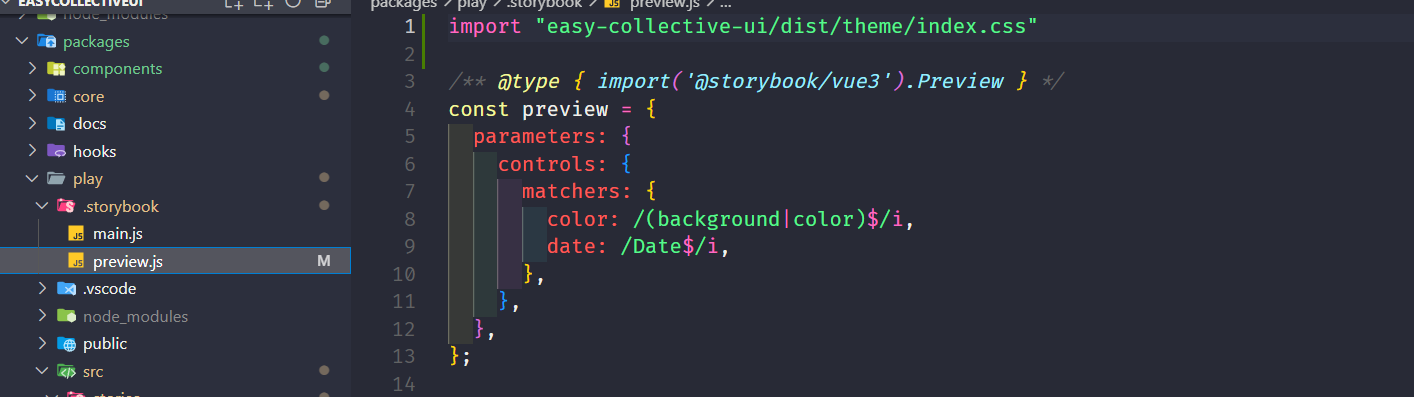 EASYCOLLECTIVEUI
node_modules
packages
components
core
docs
hooks
play
.storybook
main.js
preview.js M
.vscode
node_modules
public
src
stories
packages > play > .storybook > JS preview.js > ...
1 import "easy-collective-ui/dist/theme/index.css"
2
3 /** @type { import('@storybook/vue3').Preview } */
4 const preview = {
5 parameters: {
6 controls: {
7 matchers: {
8 color: /(background|color)$/i,
9 date: /Date$/i,
10 },
11 },
12 },
13 };
14